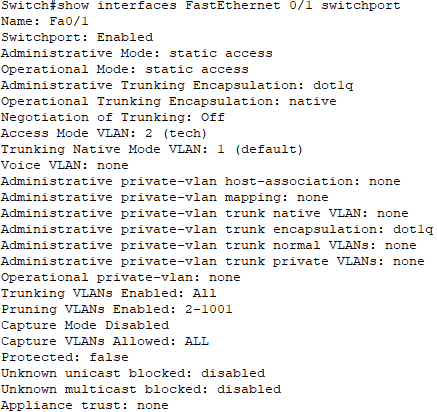 Switch#show interfaces FastEthernet 0/1 switchport
Name: Fa0/1
Switchport: Enabled
Administrative Mode: static access
Operational Mode: static access
Administrative Trunking Encapsulation: dot1q
Operational Trunking Encapsulation: native
Negotiation of Trunking: Off
Access Mode VLAN: 2 (tech)
Trunking Native Mode VLAN: 1 (default)
Voice VLAN: none
Administrative private-vlan host-association: none
Administrative private-vlan mapping: none
Administrative private-vlan trunk native VLAN: none
Administrative private-vlan trunk encapsulation: dot1q
Administrative private-vlan trunk normal VLANs: none
Administrative private-vlan trunk private VLANs: none
Operational private-vlan: none
Trunking VLANs Enabled: All
Pruning VLANs Enabled: 2-1001
Capture Mode Disabled
Capture VLANs Allowed: ALL
Protected: false
Unknown unicast blocked: disabled
Unknown multicast blocked: disabled
Appliance trust: none